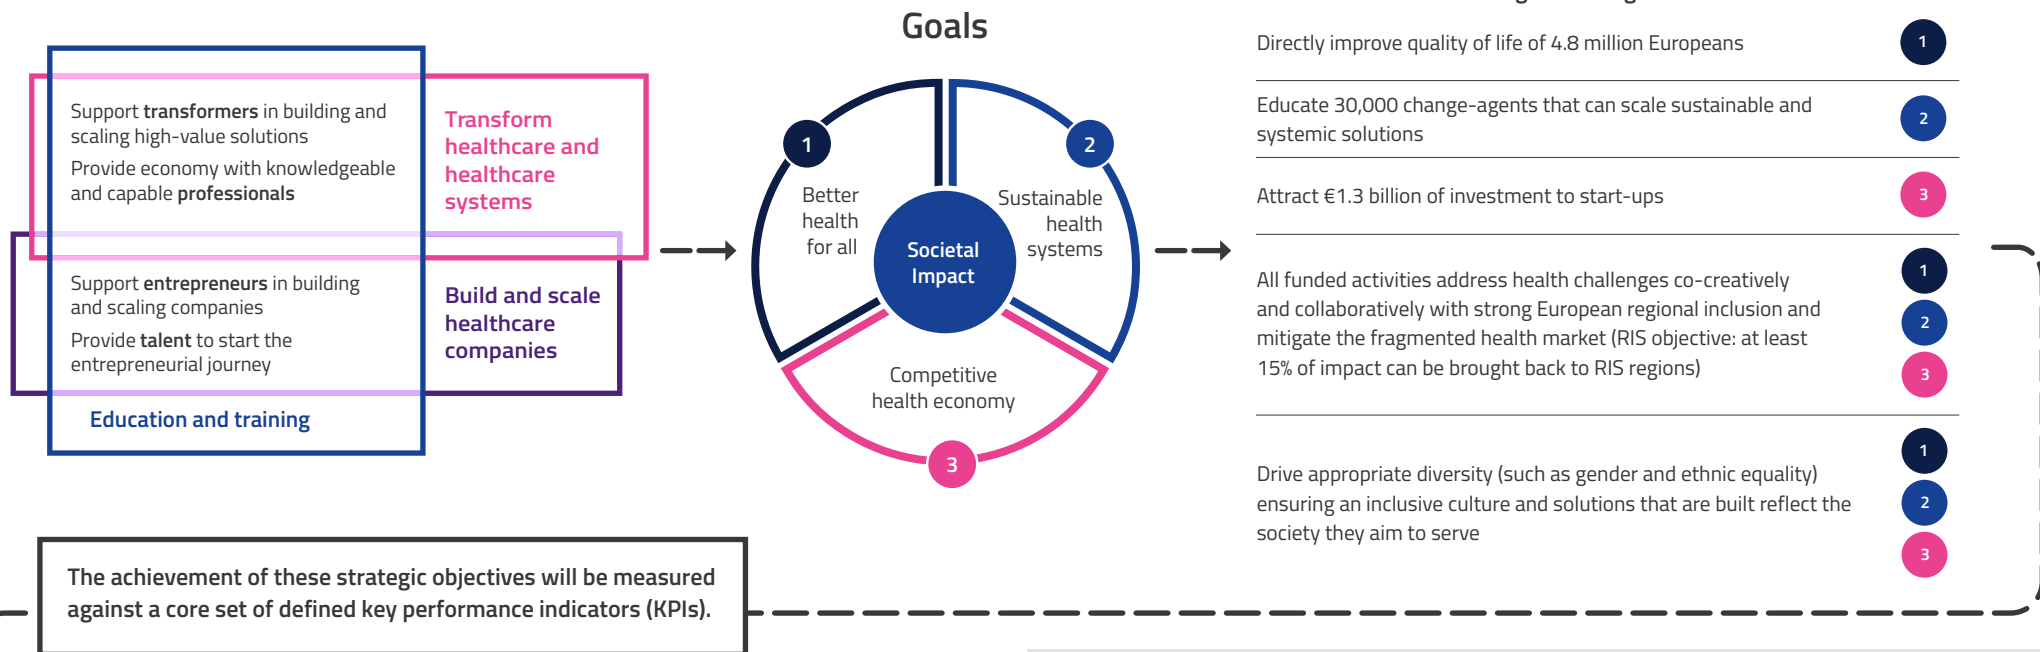 Support transformers in building and
scaling high-value solutions
Provide economy with knowledgeable
and capable professionals
Transform
healthcare and
healthcare
systems
Support entrepreneurs in building
and scaling companies
Provide talent to start the
entrepreneurial journey
Build and scale
healthcare
companies
Education and training
Goals
1
Better
health
for all
2
Sustainable
health
systems
Societal
Impact
Competitive
health economy
3
Directly improve quality of life of 4.8 million Europeans
1
Educate 30,000 change-agents that can scale sustainable and
systemic solutions
2
Attract €1.3 billion of investment to start-ups
3
All funded activities address health challenges co-creatively
and collaboratively with strong European regional inclusion and
mitigate the fragmented health market (RIS objective: at least
15% of impact can be brought back to RIS regions)
1
2
3
Drive appropriate diversity (such as gender and ethnic equality)
ensuring an inclusive culture and solutions that are built reflect the
society they aim to serve
1
2
3
The achievement of these strategic objectives will be measured
against a core set of defined key performance indicators (KPIs).